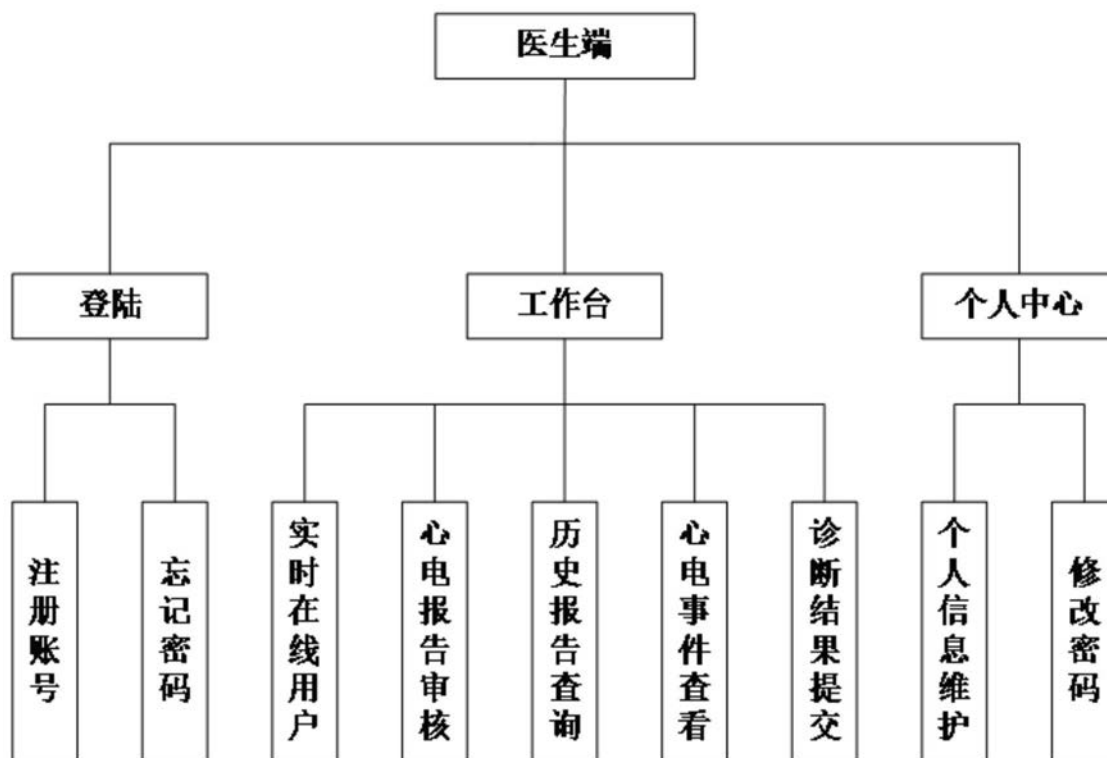 医生端
登陆
工作台
个人中心
注册账号
忘记密码
实时在线用户
心电报告审核
历史报告查询
心电事件查看
诊断结果提交
个人信息维护
修改密码